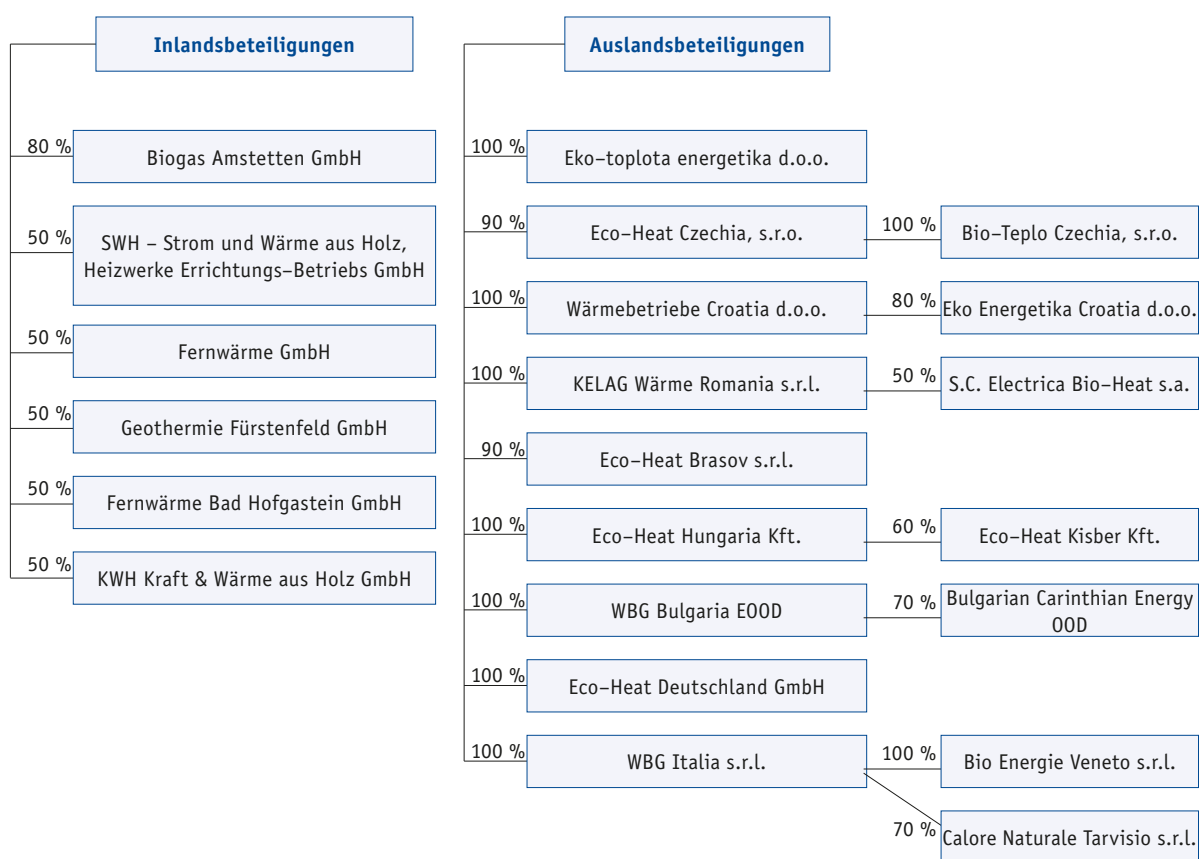 Inlandsbeteiligungen
80 %
Biogas Amstetten GmbH
50 %
SWH – Strom und Wärme aus Holz,
Heizwerke Errichtungs–Betriebs GmbH
50 %
Fernwärme GmbH
50 %
Geothermie Fürstenfeld GmbH
50 %
Fernwärme Bad Hofgastein GmbH
50 %
KWH Kraft & Wärme aus Holz GmbH
Auslandsbeteiligungen
100 %
Eko–toplota energetika d.o.o.
90 %
Eco-Heat Czechia, s.r.o.
100 %
Bio–Teplo Czechia, s.r.o.
100 %
Wärmebetriebe Croatia d.o.o.
80 %
Eko Energetika Croatia d.o.o.
100 %
KELAG Wärme Romania s.r.l.
50 %
S.C. Electrica Bio–Heat s.a.
90 %
Eco–Heat Brasov s.r.l.
100 %
Eco–Heat Hungaria Kft.
60 %
Eco–Heat Kisber Kft.
100 %
WBG Bulgaria EOOD
70 %
Bulgarian Carinthian Energy
OOD
100 %
Eco–Heat Deutschland GmbH
100 %
WBG Italia s.r.l.
100 %
Bio Energie Veneto s.r.l.
70 %
Calore Naturale Tarvisio s.r.l.